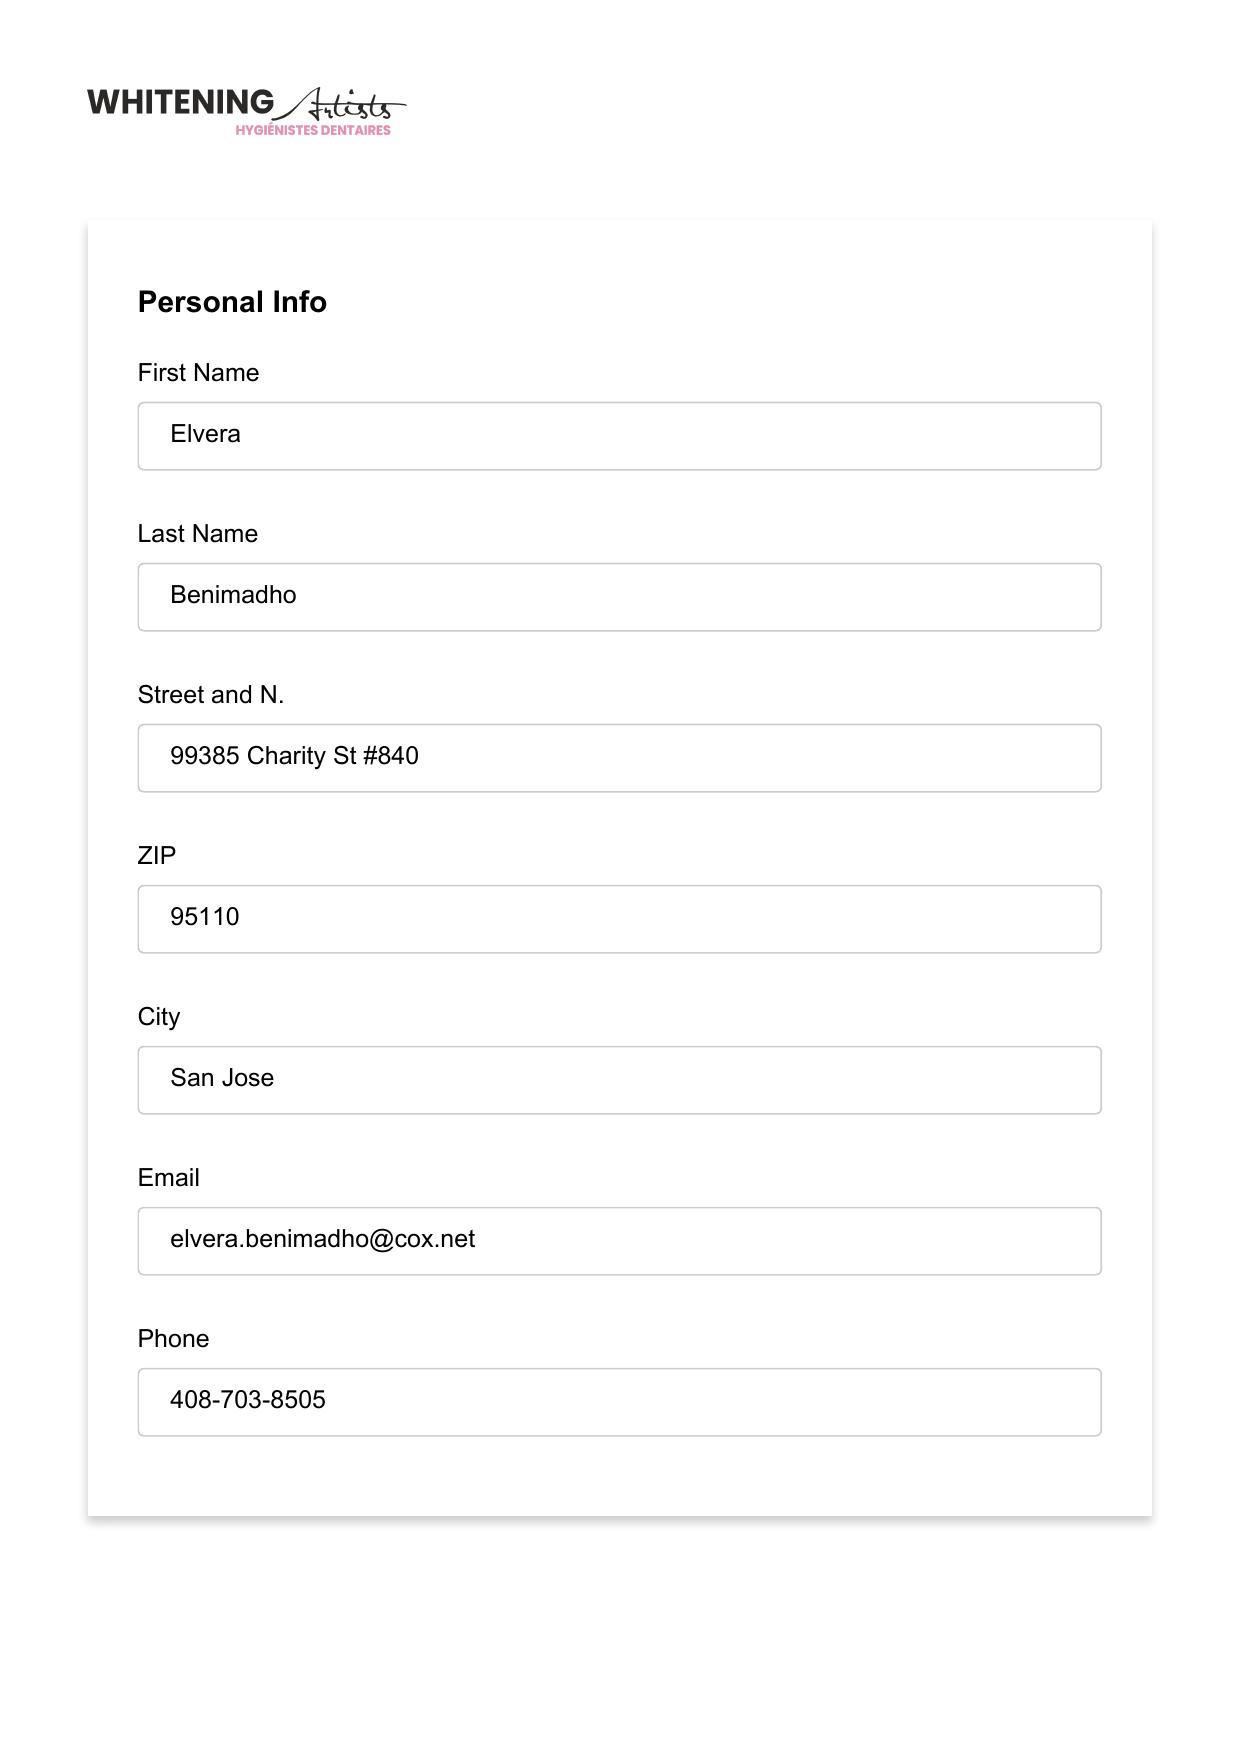 WHITENING Artists
HYGIÉNISTES DENTAIRES
Personal Info
First Name
Elvera
Last Name
Benimadho
Street and N.
99385 Charity St #840
ZIP
95110
City
San Jose
Email
elvera.benimadho@cox.net
Phone
408-703-8505